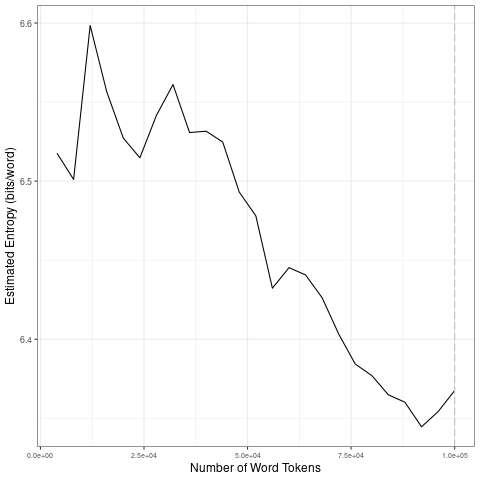 6.6
6.5
6.4
Estimated Entropy (bits/word)
0.0e+00 2.5e+04 5.0e+04 7.5e+04 1.0e+05
Number of Word Tokens